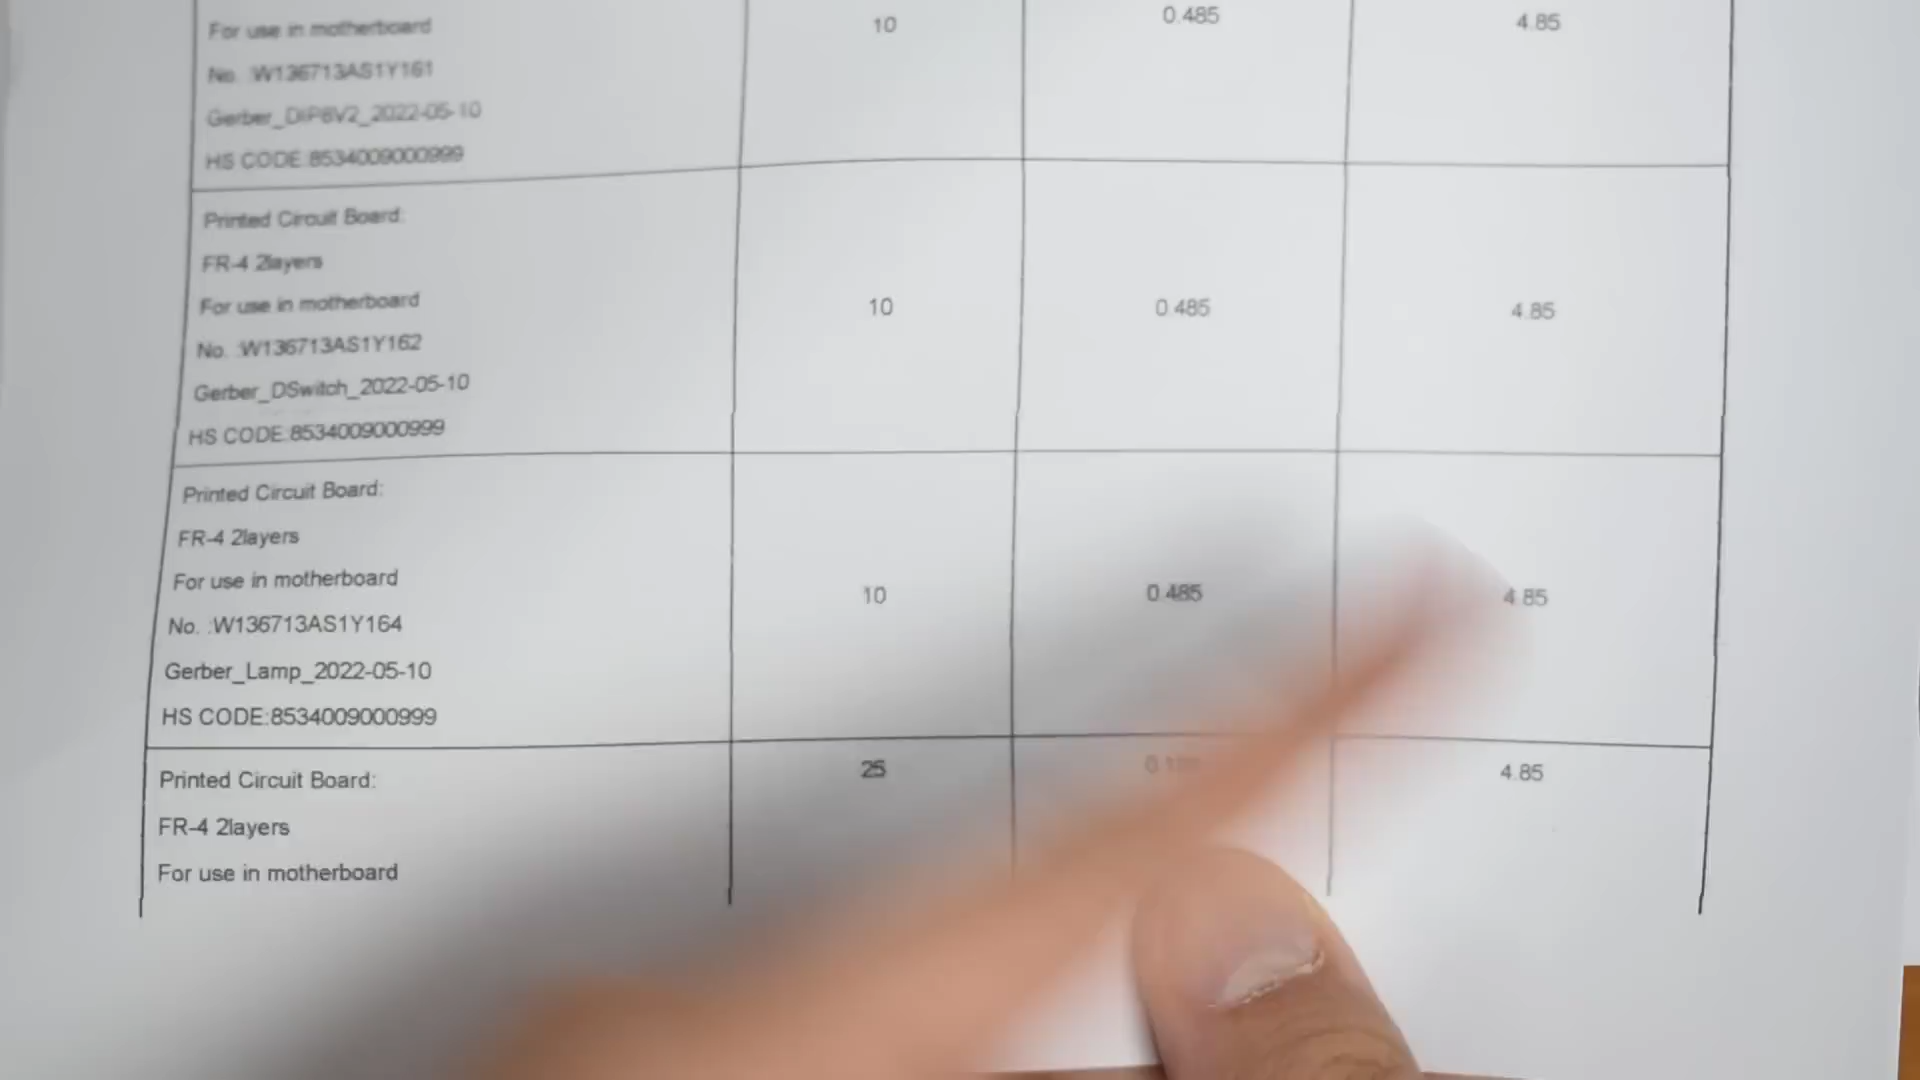 For use in motherboard
No. :W136713AS1Y161
Gerber_DIP8V2_2022-05-10
HS CODE:8534009000999
10
0.485
4.85
Printed Circuit Board:
FR-4 2layers
For use in motherboard
No. :W136713AS1Y162
Gerber_DSwitch_2022-05-10
HS CODE:8534009000999
10
0.485
4.85
Printed Circuit Board:
FR-4 2layers
For use in motherboard
No. :W136713AS1Y164
Gerber_Lamp_2022-05-10
HS CODE:8534009000999
10
0.485
4.85
Printed Circuit Board:
FR-4 2layers
For use in motherboard
25
4.85